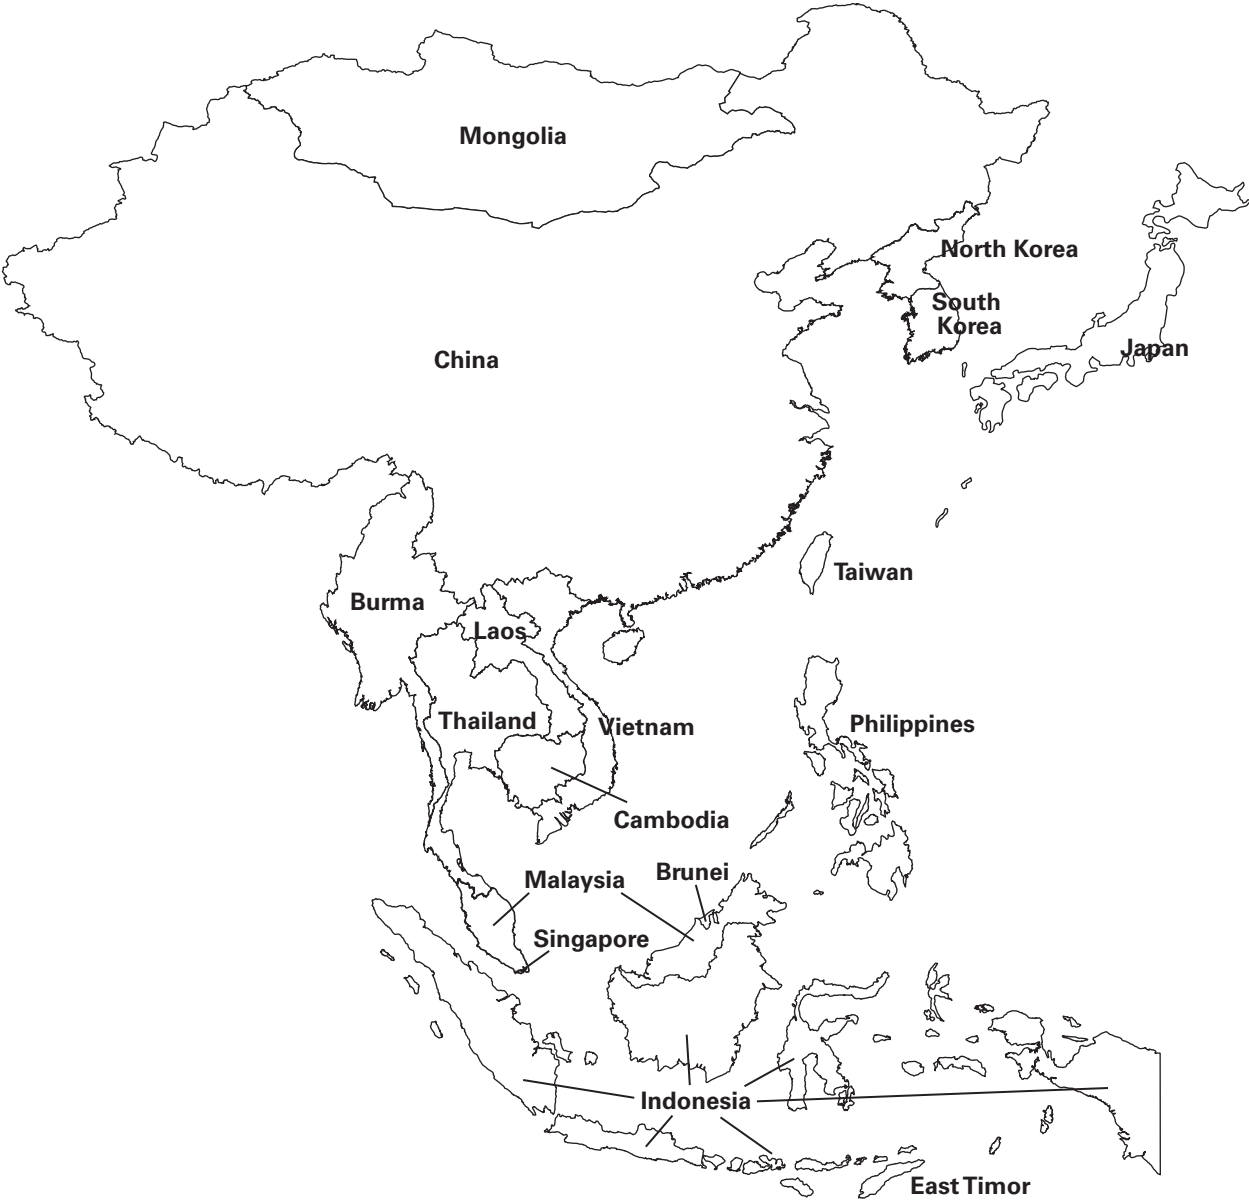 Mongolia
North Korea
South
Korea
Japan
China
Taiwan
Burma
Laos
Thailand
Vietnam
Philippines
Cambodia
Brunei
Malaysia
Singapore
Indonesia
East Timor